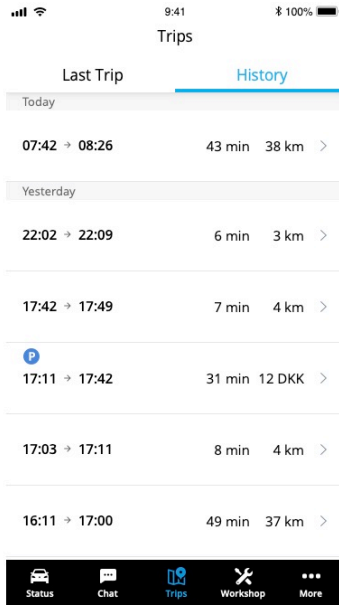 9:41
100%
Trips
Last Trip History
Today
07:42 → 08:26 43 min 38 km
Yesterday
22:02 → 22:09 6 min 3 km
17:42 → 17:49 7 min 4 km
P
17:11 → 17:42 31 min 12 DKK
17:03 → 17:11 8 min 4 km
16:11 → 17:00 49 min 37 km
Status Chat Trips Workshop More